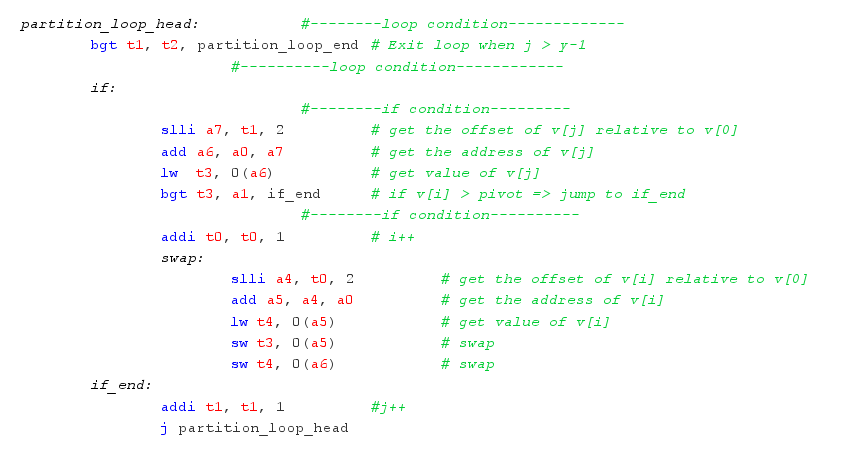 partition_loop_head: #--------loop condition-------------
bgt t1, t2, partition_loop_end # Exit loop when j > y-1
#----------loop condition------------
if:
#--------if condition---------
slli a7, t1, 2 # get the offset of v[j] relative to v[0]
add a6, a0, a7 # get the address of v[j]
lw t3, 0(a6) # get value of v[j]
bgt t3, a1, if_end # if v[i] > pivot => jump to if_end
#--------if condition----------
addi t0, t0, 1 # i++
swap:
slli a4, t0, 2 # get the offset of v[i] relative to v[0]
add a5, a4, a0 # get the address of v[i]
lw t4, 0(a5) # get value of v[i]
sw t3, 0(a5) # swap
sw t4, 0(a6) # swap
if_end:
addi t1, t1, 1 #j++
j partition_loop_head